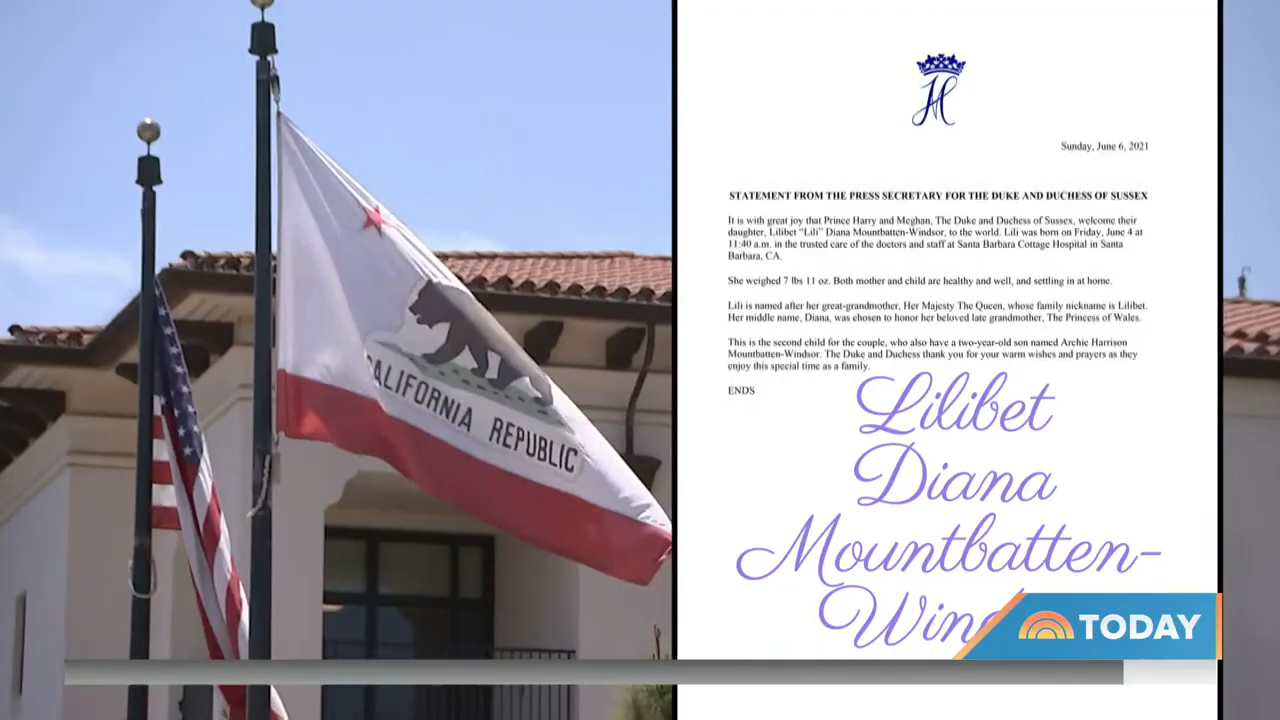 CALIFORNIA REPUBLIC
H
Sunday, June 6, 2021
STATEMENT FROM THE PRESS SECRETARY FOR THE DUKE AND DUCHESS OF SUSSEX
It is with great joy that Prince Harry and Meghan, The Duke and Duchess of Sussex, welcome their
daughter, Lilibet “Lili” Diana Mountbatten-Windsor, to the world. Lili was born on Friday, June 4 at
11:40 a.m. in the trusted care of the doctors and staff at Santa Barbara Cottage Hospital in Santa
Barbara, CA.
She weighed 7 lbs 11 oz. Both mother and child are healthy and well, and settling in at home.
Lili is named after her great-grandmother, Her Majesty The Queen, whose family nickname is Lilibet.
Her middle name, Diana, was chosen to honor her beloved late grandmother, The Princess of Wales.
This is the second child for the couple, who also have a two-year-old son named Archie Harrison
Mountbatten-Windsor. The Duke and Duchess thank you for your warm wishes and prayers as they
enjoy this special time as a family.
ENDS
Lilibet
Diana
Mountbatten-
Wind
TODAY